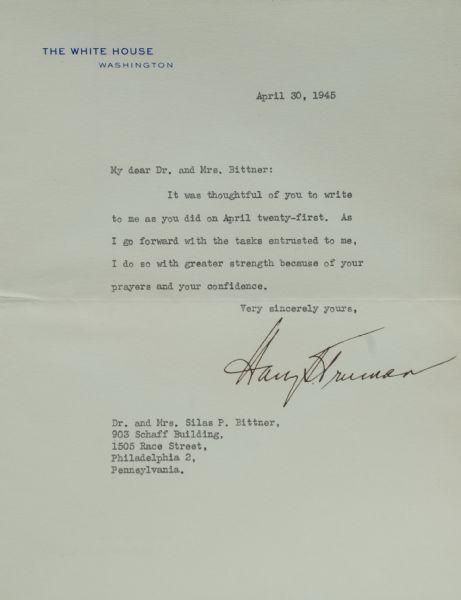 THE WHITE HOUSE
WASHINGTON
April 30, 1945
My dear Dr. and Mrs. Bittner:
It was thoughtful of you to write
to me as you did on April twenty-first. As
I go forward with the tasks entrusted to me,
I do so with greater strength because of your
prayers and your confidence.
Very sincerely yours,
Harry S. Truman
Dr. and Mrs. Silas P. Bittner,
903 Schaff Building,
1505 Race Street,
Philadelphia 2,
Pennsylvania.